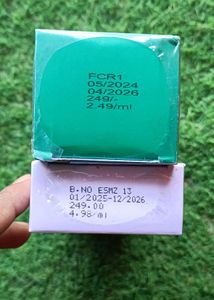 FCR1
05/2024
04/2026
249/-
2.49/ml
B.NO ESMZ 13
01/2025-12/2026
249.00
4.98/ml